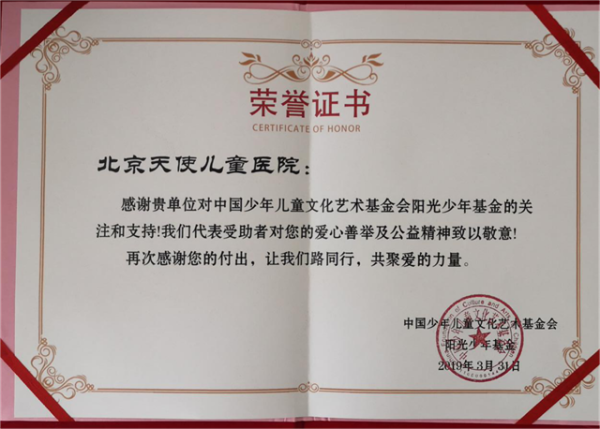 荣誉证书
CERTIFICATE OF HONOR
北京天使儿童医院：
感谢贵单位对中国少年儿童文化艺术基金会阳光少年基金的关
注和支持!我们代表受助者对您的爱心善举及公益精神致以敬意!
再次感谢您的付出，让我们路同行，共聚爱的力量。
中国少年儿童文化艺术基金会
阳光少年基金
2019年3月31日